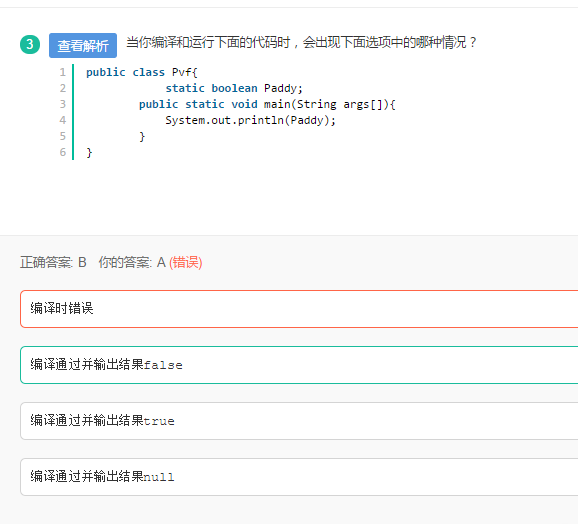 3 查看解析 当你编译和运行下面的代码时，会出现下面选项中的哪种情况？
1 public class Pvf{
2 static boolean Paddy;
3 public static void main(String args[]){
4 System.out.println(Paddy);
5 }
6 }
正确答案: B 你的答案: A (错误)
编译时错误
编译通过并输出结果false
编译通过并输出结果true
编译通过并输出结果null